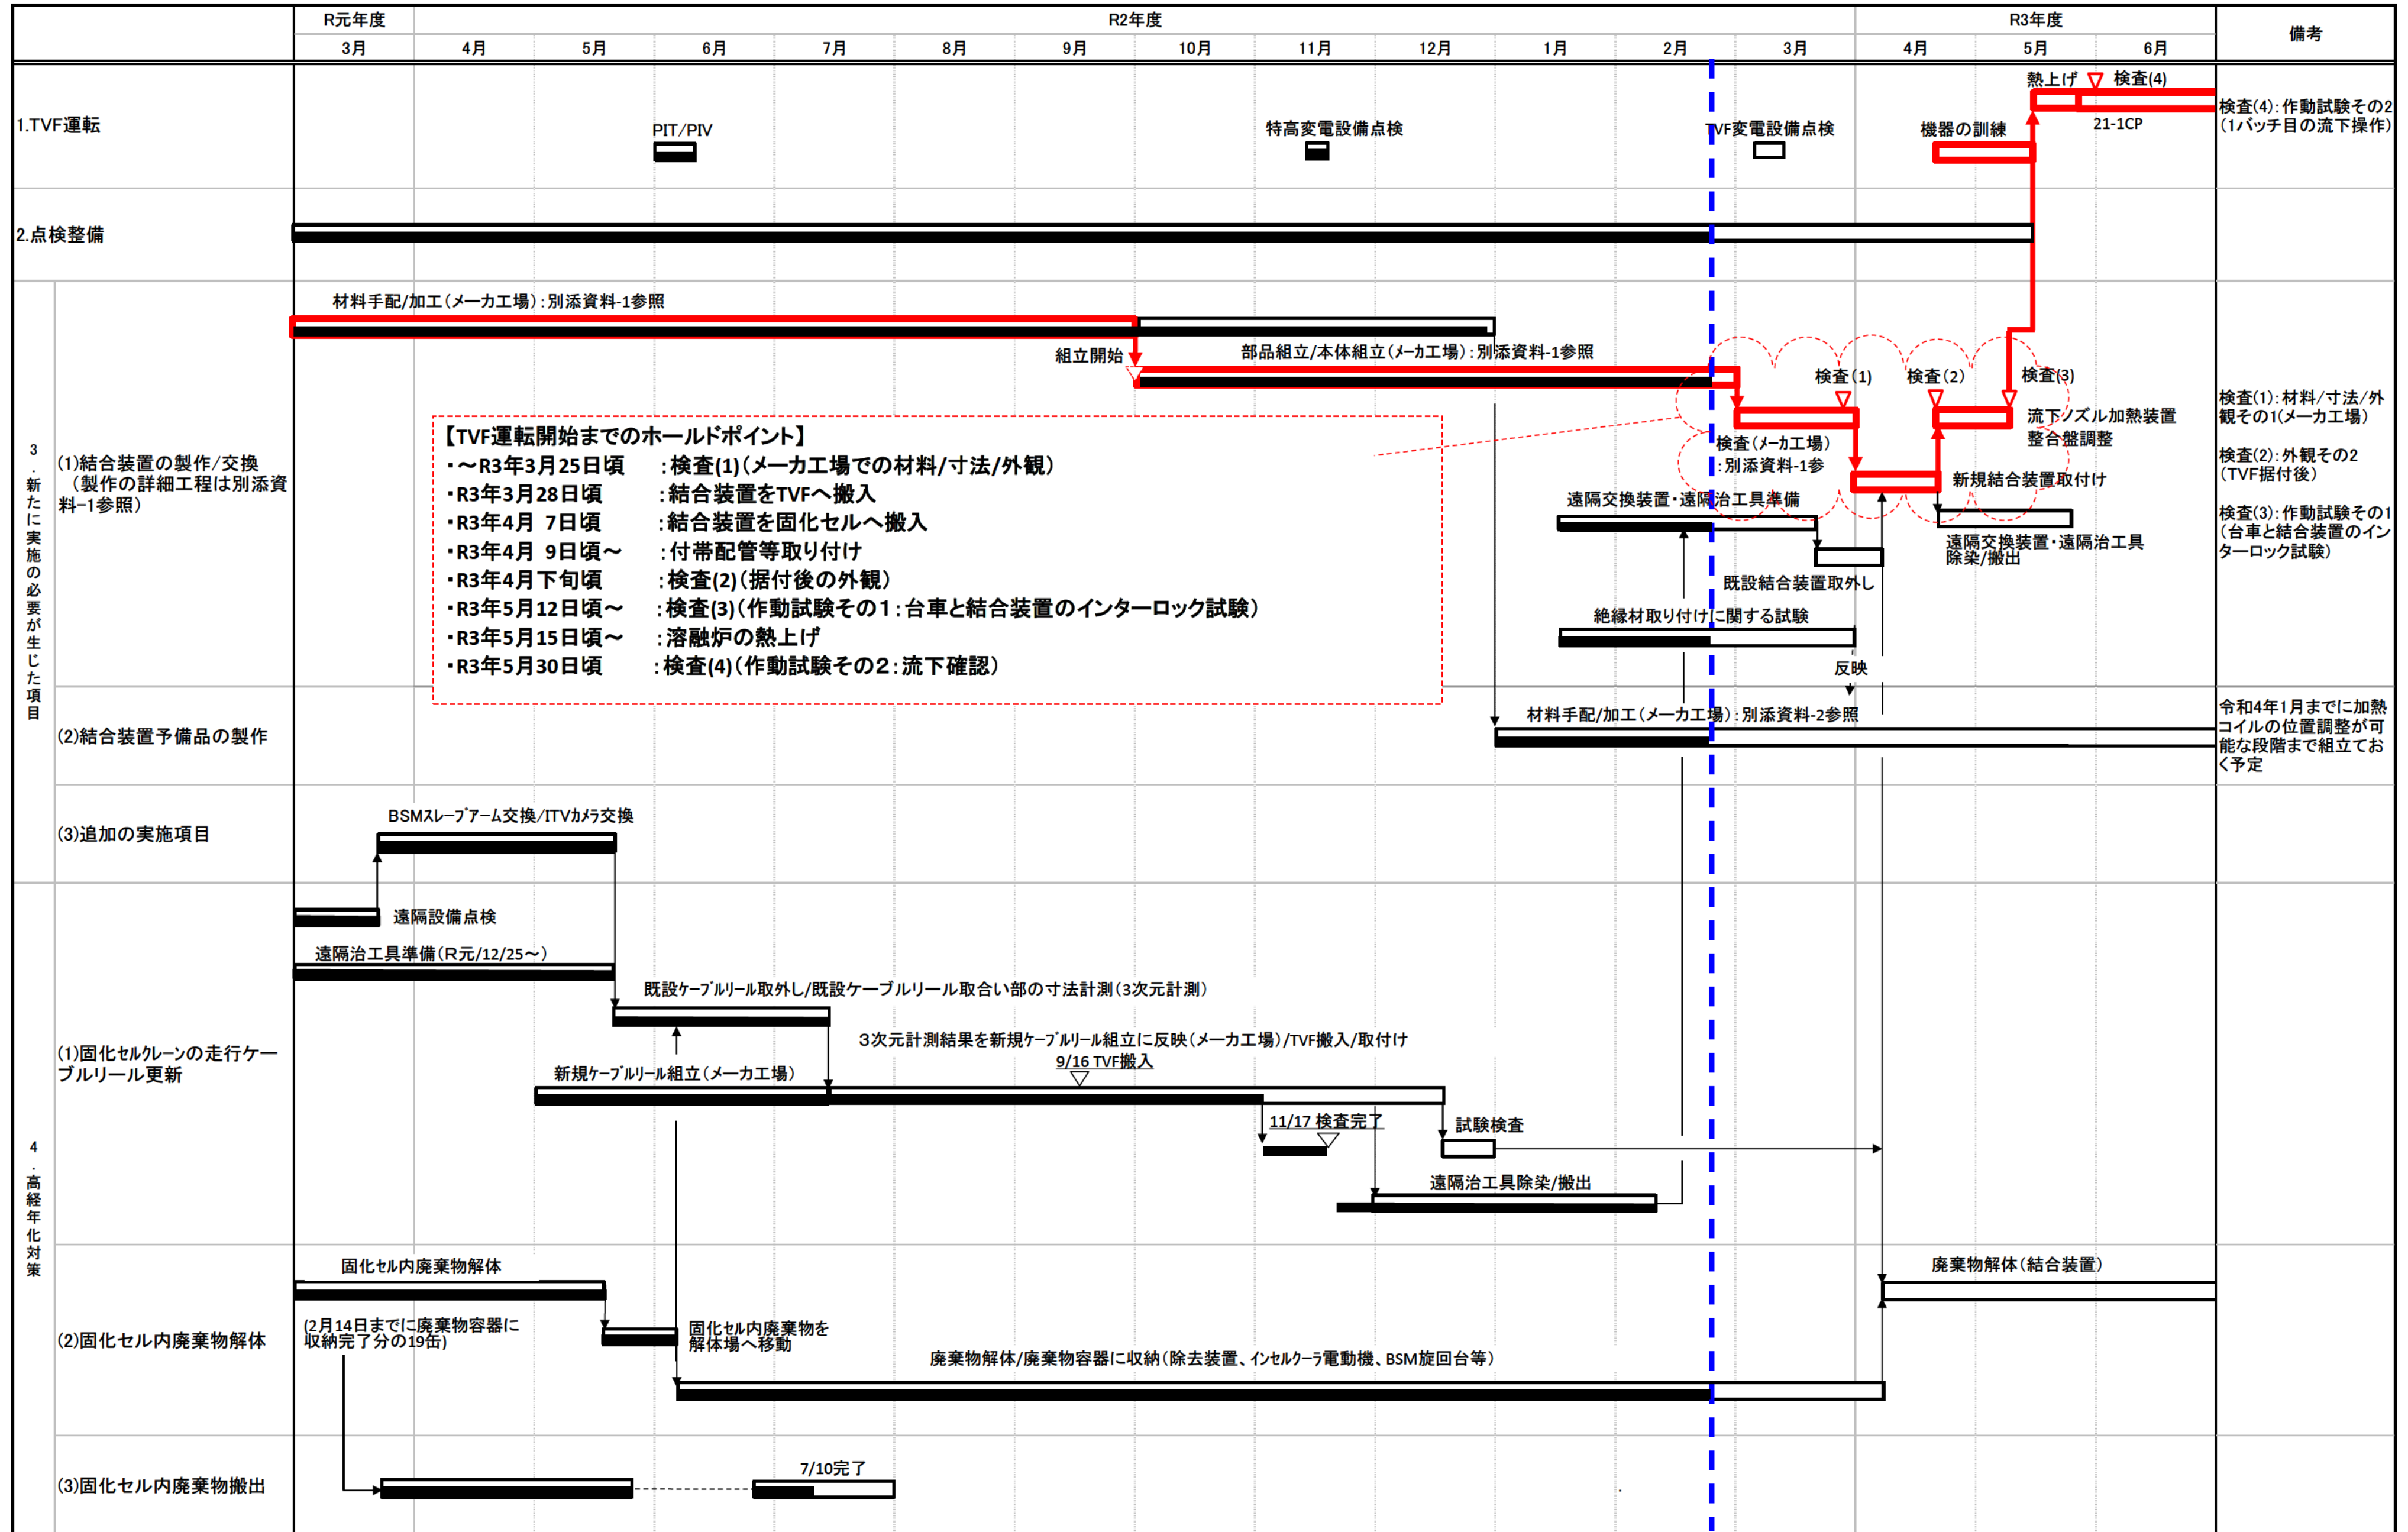 R元年度 R2年度 R3年度 備考
3月 4月 5月 6月 7月 8月 9月 10月 11月 12月 1月 2月 3月 4月 5月 6月
1.TVF運転
PIT/PIV
特高変電設備点検
TVF変電設備点検
機器の訓練
熱上げ
検査(4)
21-1CP
検査(4):作動試験その2
(1バッチ目の流下操作)
2.点検整備
3.新たに実施の必要が生じた項目
(1)結合装置の製作/交換
(製作の詳細工程は別添資
料-1参照)
材料手配/加工(メーカ工場):別添資料-1参照
組立開始
部品組立/本体組立(メーカ工場):別添資料-1参照
検査(1)
検査(2)
検査(3)
検査(メーカ工場)
:別添資料-1参
流下ノズル加熱装置
整合盤調整
新規結合装置取付け
遠隔交換装置・遠隔治工具準備
遠隔交換装置・遠隔治工具
除染/搬出
既設結合装置取外し
絶縁材取り付けに関する試験
反映
【TVF運転開始までのホールドポイント】
・~R3年3月25日頃 :検査(1)(メーカ工場での材料/寸法/外観)
・R3年3月28日頃 :結合装置をTVFへ搬入
・R3年4月 7日頃 :結合装置を固化セルへ搬入
・R3年4月 9日頃~ :付帯配管等取り付け
・R3年4月下旬頃 :検査(2)(据付後の外観)
・R3年5月12日頃~ :検査(3)(作動試験その1:台車と結合装置のインターロック試験)
・R3年5月15日頃~ :溶融炉の熱上げ
・R3年5月30日頃 :検査(4)(作動試験その2:流下確認)
検査(1):材料/寸法/外
観その1(メーカ工場)
検査(2):外観その2
(TVF据付後)
検査(3):作動試験その1
(台車と結合装置のイン
ターロック試験)
(2)結合装置予備品の製作
材料手配/加工(メーカ工場):別添資料-2参照
令和4年1月までに加熱
コイルの位置調整が可
能な段階まで組立てお
く予定
(3)追加の実施項目
BSMスレーブアーム交換/ITVカメラ交換
4.高経年化対策
(1)固化セルクレーンの走行ケー
ブルリール更新
遠隔設備点検
遠隔治工具準備(R元/12/25~)
既設ケーブルリール取外し/既設ケーブルリール取合い部の寸法計測(3次元計測)
3次元計測結果を新規ケーブルリール組立に反映(メーカ工場)/TVF搬入/取付け
9/16 TVF搬入
新規ケーブルリール組立(メーカ工場)
11/17 検査完了
試験検査
遠隔治工具除染/搬出
(2)固化セル内廃棄物解体
固化セル内廃棄物解体
(2月14日までに廃棄物容器に
収納完了分の19缶)
固化セル内廃棄物を
解体場へ移動
廃棄物解体/廃棄物容器に収納(除去装置、インセルクーラ電動機、BSM旋回台等)
廃棄物解体(結合装置)
(3)固化セル内廃棄物搬出
7/10完了